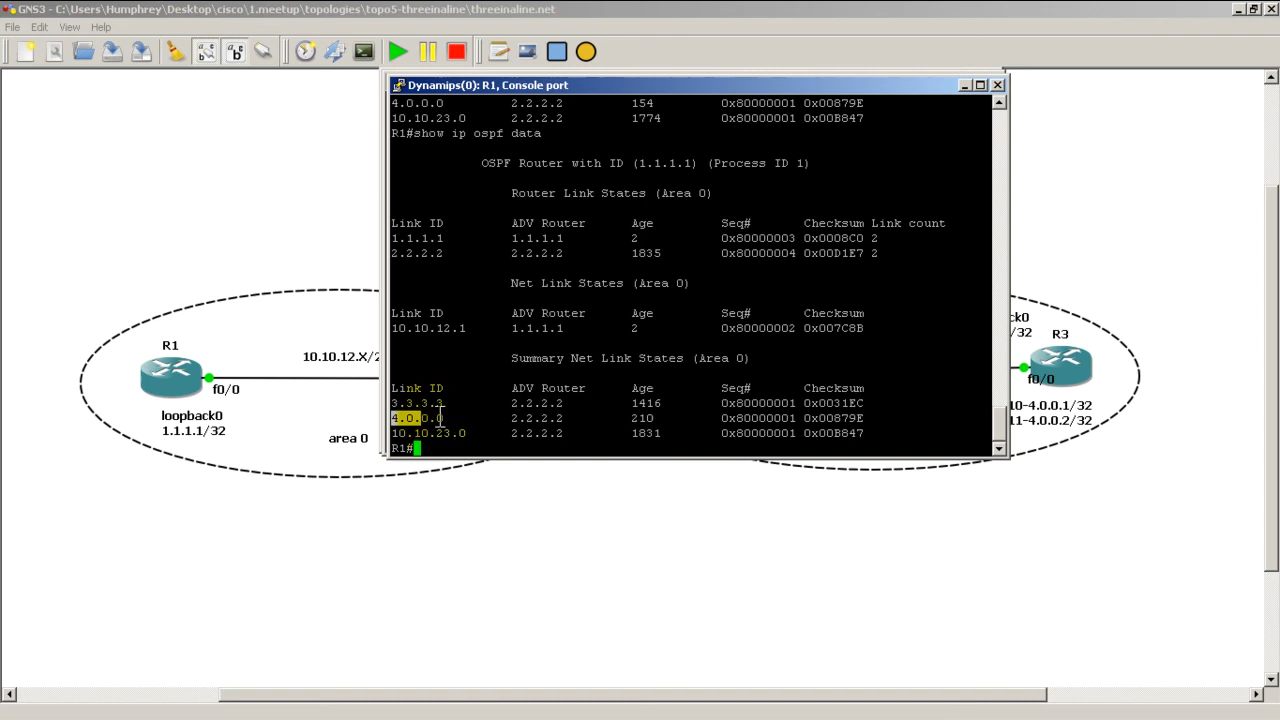 GNS3 - C:\Users\Humphrey\Desktop\cisco\1.meetup\topologies\topo5-threeinaline.net
File Edit View Help
Dynamips(0): R1, Console port
4.0.0.0 2.2.2.2 154 0x80000001 0x00879E
10.10.23.0 2.2.2.2 1774 0x80000001 0x00B847
R1#show ip ospf data
OSPF Router with ID (1.1.1.1) (Process ID 1)
Router Link States (Area 0)
Link ID ADV Router Age Seq# Checksum Link count
1.1.1.1 1.1.1.1 2 0x80000003 0x0008C0 2
2.2.2.2 2.2.2.2 1835 0x80000004 0x00D1E7 2
Net Link States (Area 0)
Link ID ADV Router Age Seq# Checksum
10.10.12.1 1.1.1.1 2 0x80000002 0x007C8B
Summary Net Link States (Area 0)
Link ID ADV Router Age Seq# Checksum
3.3.3.3 2.2.2.2 1416 0x80000001 0x0031EC
4.0.0.0 2.2.2.2 210 0x80000001 0x00879E
10.10.23.0 2.2.2.2 1831 0x80000001 0x00B847
R1#
R1
10.10.12.X/2
f0/0
loopback0
1.1.1.1/32
area 0
ck0
/32
R3
f0/0
10-4.0.0.1/32
11-4.0.0.2/32